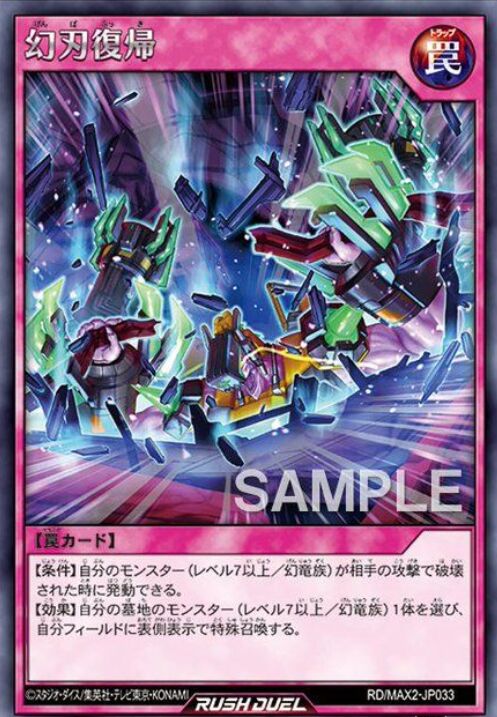 げんばふっき
幻刃復帰
トラップ
罠
SAMPLE
【罠カード】
【条件】自分のモンスター(レベル7以上/幻竜族)が相手の攻撃で破壊
された時に発動できる。
【効果】自分の墓地のモンスター(レベル7以上/幻竜族)1体を選び、
自分フィールドに表側表示で特殊召喚する。
©スタジオ・ダイス/集英社・テレビ東京・KONAMI
RUSH DUEL
RD/MAX2-JP033